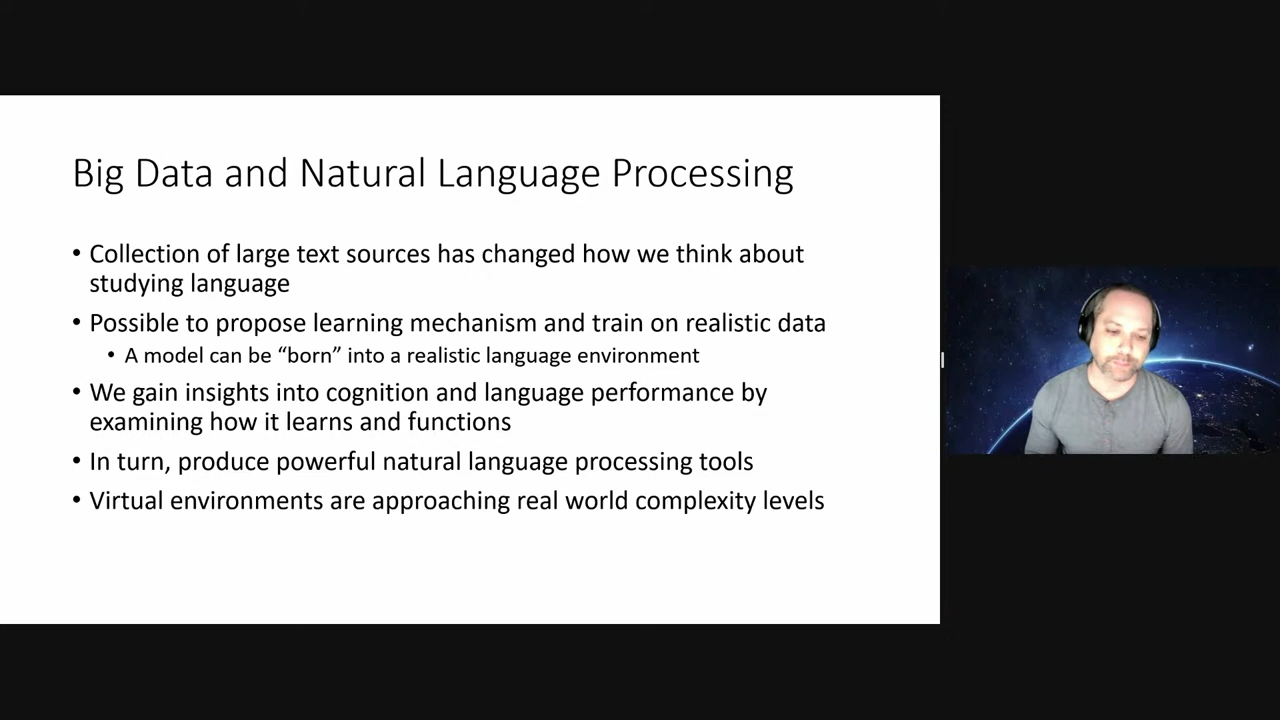 Big Data and Natural Language Processing
• Collection of large text sources has changed how we think about
studying language
• Possible to propose learning mechanism and train on realistic data
• A model can be “born” into a realistic language environment
• We gain insights into cognition and language performance by
examining how it learns and functions
• In turn, produce powerful natural language processing tools
• Virtual environments are approaching real world complexity levels